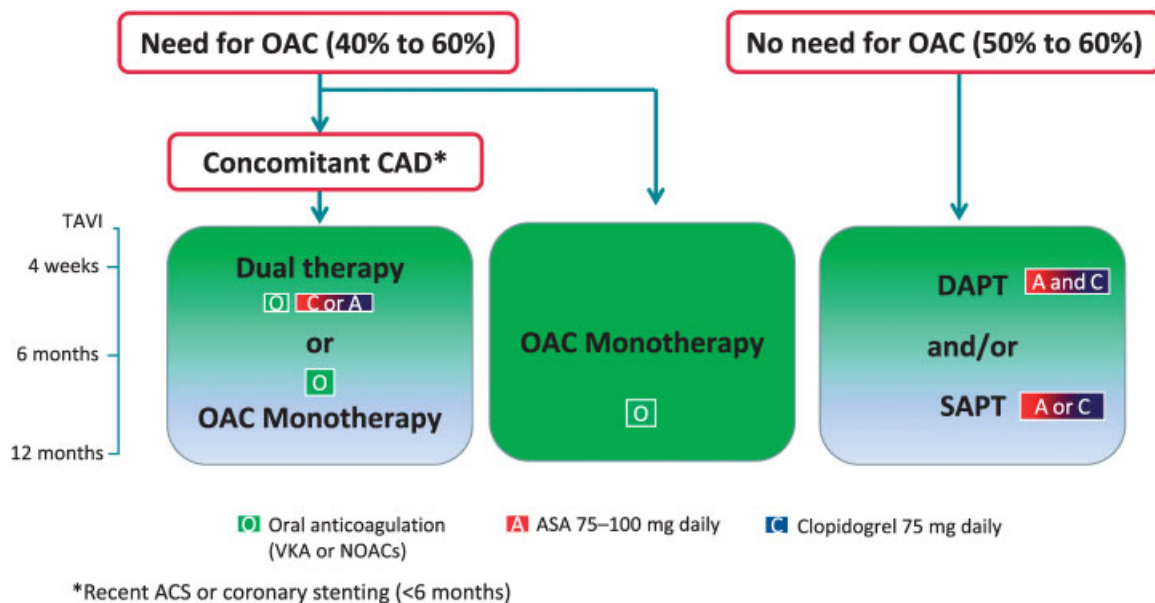 Need for OAC (40% to 60%)
No need for OAC (50% to 60%)
Concomitant CAD*
TAVI
4 weeks
6 months
12 months
Dual therapy
O C or A
or
O
OAC Monotherapy
OAC Monotherapy
O
DAPT A and C
and/or
SAPT A or C
O Oral anticoagulation
(VKA or NOACs)
A ASA 75–100 mg daily
C Clopidogrel 75 mg daily
*Recent ACS or coronary stenting (<6 months)